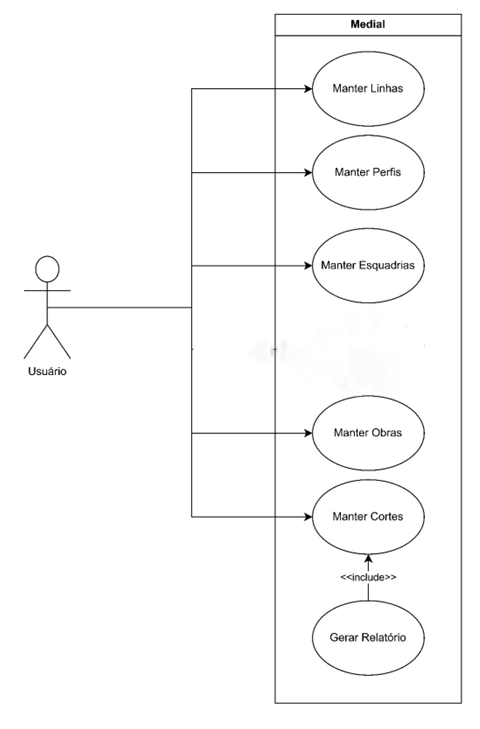 Medial
Manter Linhas
Manter Perfis
Manter Esquadrias
Usuário
Manter Obras
Manter Cortes
<<include>>
Gerar Relatório